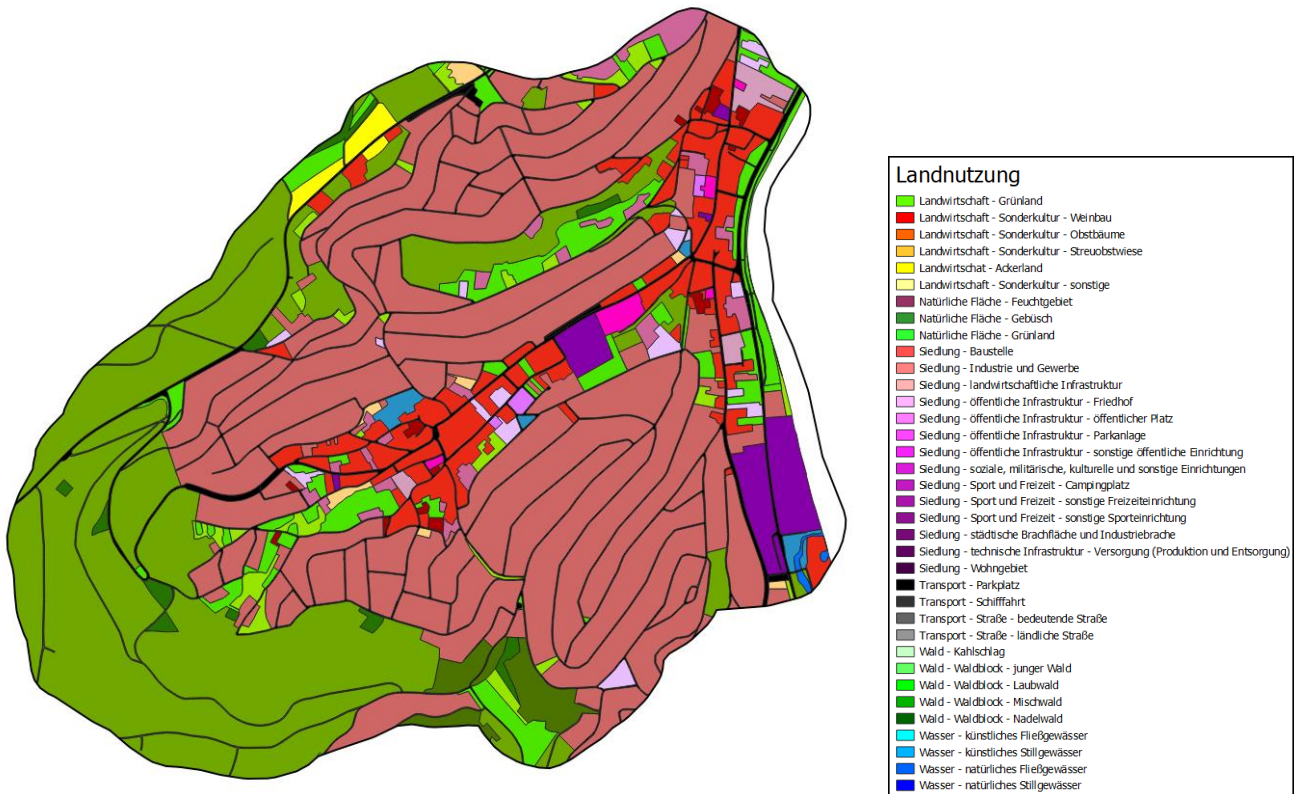 Landnutzung
Landwirtschaft - Grünland
Landwirtschaft - Sonderkultur - Weinbau
Landwirtschaft - Sonderkultur - Obstbäume
Landwirtschaft - Sonderkultur - Streuobstwiese
Landwirtschat - Ackerland
Landwirtschaft - Sonderkultur - sonstige
Natürliche Fläche - Feuchtgebiet
Natürliche Fläche - Gebüsch
Natürliche Fläche - Grünland
Siedlung - Baustelle
Siedlung - Industrie und Gewerbe
Siedlung - landwirtschaftliche Infrastruktur
Siedlung - öffentliche Infrastruktur - Friedhof
Siedlung - öffentliche Infrastruktur - öffentlicher Platz
Siedlung - öffentliche Infrastruktur - Parkanlage
Siedlung - öffentliche Infrastruktur - sonstige öffentliche Einrichtung
Siedlung - soziale, militärische, kulturelle und sonstige Einrichtungen
Siedlung - Sport und Freizeit - Campingplatz
Siedlung - Sport und Freizeit - sonstige Freizeiteinrichtung
Siedlung - Sport und Freizeit - sonstige Sporteinrichtung
Siedlung - städtische Brachfläche und Industriebrache
Siedlung - technische Infrastruktur - Versorgung (Produktion und Entsorgung)
Siedlung - Wohngebiet
Transport - Parkplatz
Transport - Schifffahrt
Transport - Straße - bedeutende Straße
Transport - Straße - ländliche Straße
Wald - Kahlschlag
Wald - Waldblock - junger Wald
Wald - Waldblock - Laubwald
Wald - Waldblock - Mischwald
Wald - Waldblock - Nadelwald
Wasser - künstliches Fließgewässer
Wasser - künstliches Stillgewässer
Wasser - natürliches Fließgewässer
Wasser - natürliches Stillgewässer